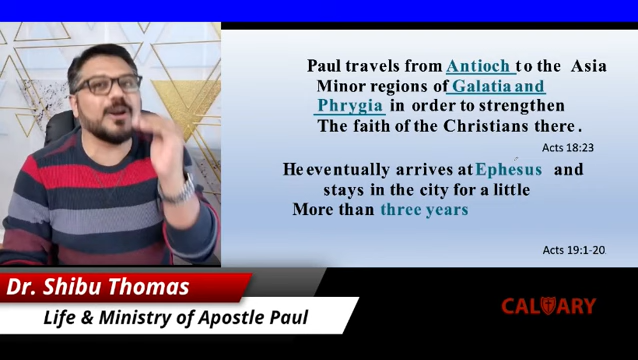 Paul travels from Antioch to the Asia
Minor regions of Galatia and
Phrygia in order to strengthen
The faith of the Christians there.
Acts 18:23
He eventually arrives at Ephesus and
stays in the city for a little
More than three years
Acts 19:1-20
Dr. Shibu Thomas
Life & Ministry of Apostle Paul
CALVARY